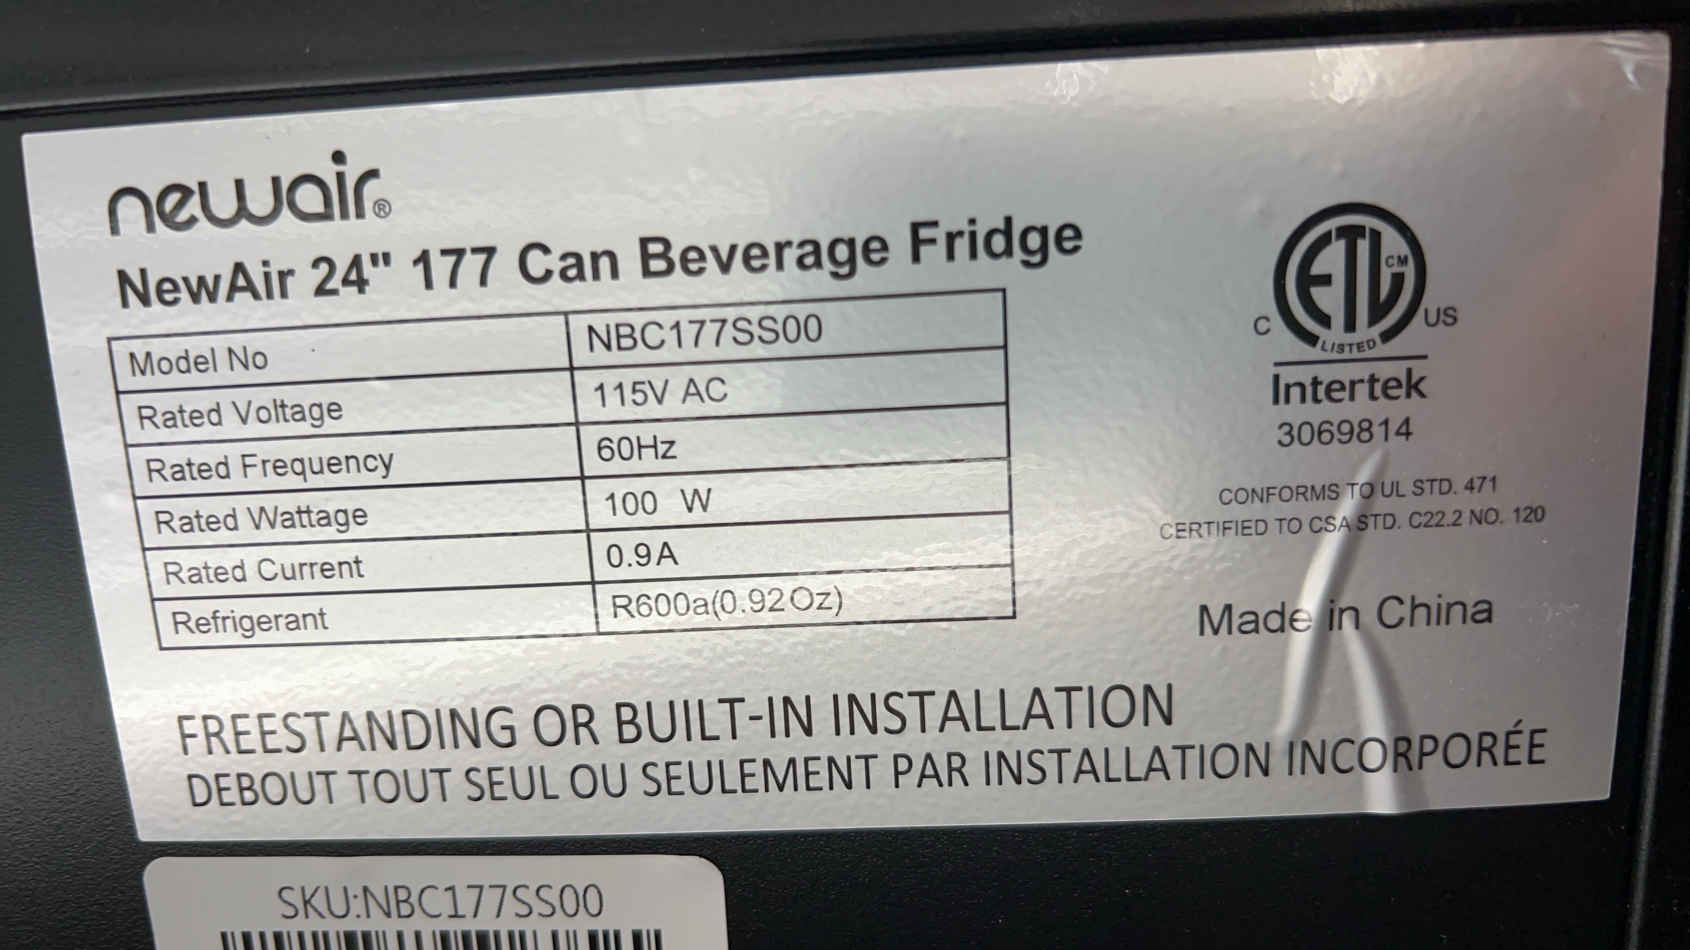 newair®
NewAir 24" 177 Can Beverage Fridge
Model No NBC177SS00
Rated Voltage 115V AC
Rated Frequency 60Hz
Rated Wattage 100 W
Rated Current 0.9A
Refrigerant R600a(0.92Oz)
ETL CM
C US
LISTED
Intertek
3069814
CONFORMS TO UL STD. 471
CERTIFIED TO CSA STD. C22.2 NO. 120
Made in China
FREESTANDING OR BUILT-IN INSTALLATION
DEBOUT TOUT SEUL OU SEULEMENT PAR INSTALLATION INCORPORÉE
SKU:NBC177SS00